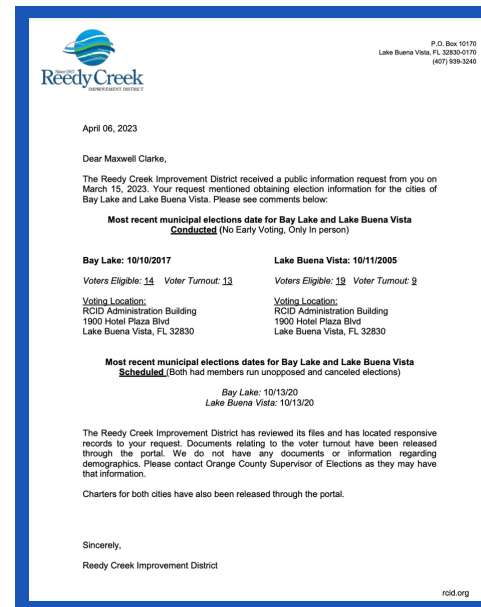 P.O. Box 10170
Lake Buena Vista, FL 32830-0170
(407) 939-3240
Since 1967
Reedy Creek
IMPROVEMENT DISTRICT
April 06, 2023
Dear Maxwell Clarke,
The Reedy Creek Improvement District received a public information request from you on
March 15, 2023. Your request mentioned obtaining election information for the cities of
Bay Lake and Lake Buena Vista. Please see comments below:
Most recent municipal elections date for Bay Lake and Lake Buena Vista
Conducted (No Early Voting, Only In person)
Bay Lake: 10/10/2017
Voters Eligible: 14 Voter Turnout: 13
Voting Location:
RCID Administration Building
1900 Hotel Plaza Blvd
Lake Buena Vista, FL 32830
Lake Buena Vista: 10/11/2005
Voters Eligible: 19 Voter Turnout: 9
Voting Location:
RCID Administration Building
1900 Hotel Plaza Blvd
Lake Buena Vista, FL 32830
Most recent municipal elections dates for Bay Lake and Lake Buena Vista
Scheduled (Both had members run unopposed and canceled elections)
Bay Lake: 10/13/20
Lake Buena Vista: 10/13/20
The Reedy Creek Improvement District has reviewed its files and has located responsive
records to your request. Documents relating to the voter turnout have been released
through the portal. We do not have any documents or information regarding
demographics. Please contact Orange County Supervisor of Elections as they may have
that information.
Charters for both cities have also been released through the portal.
Sincerely,
Reedy Creek Improvement District
rcid.org